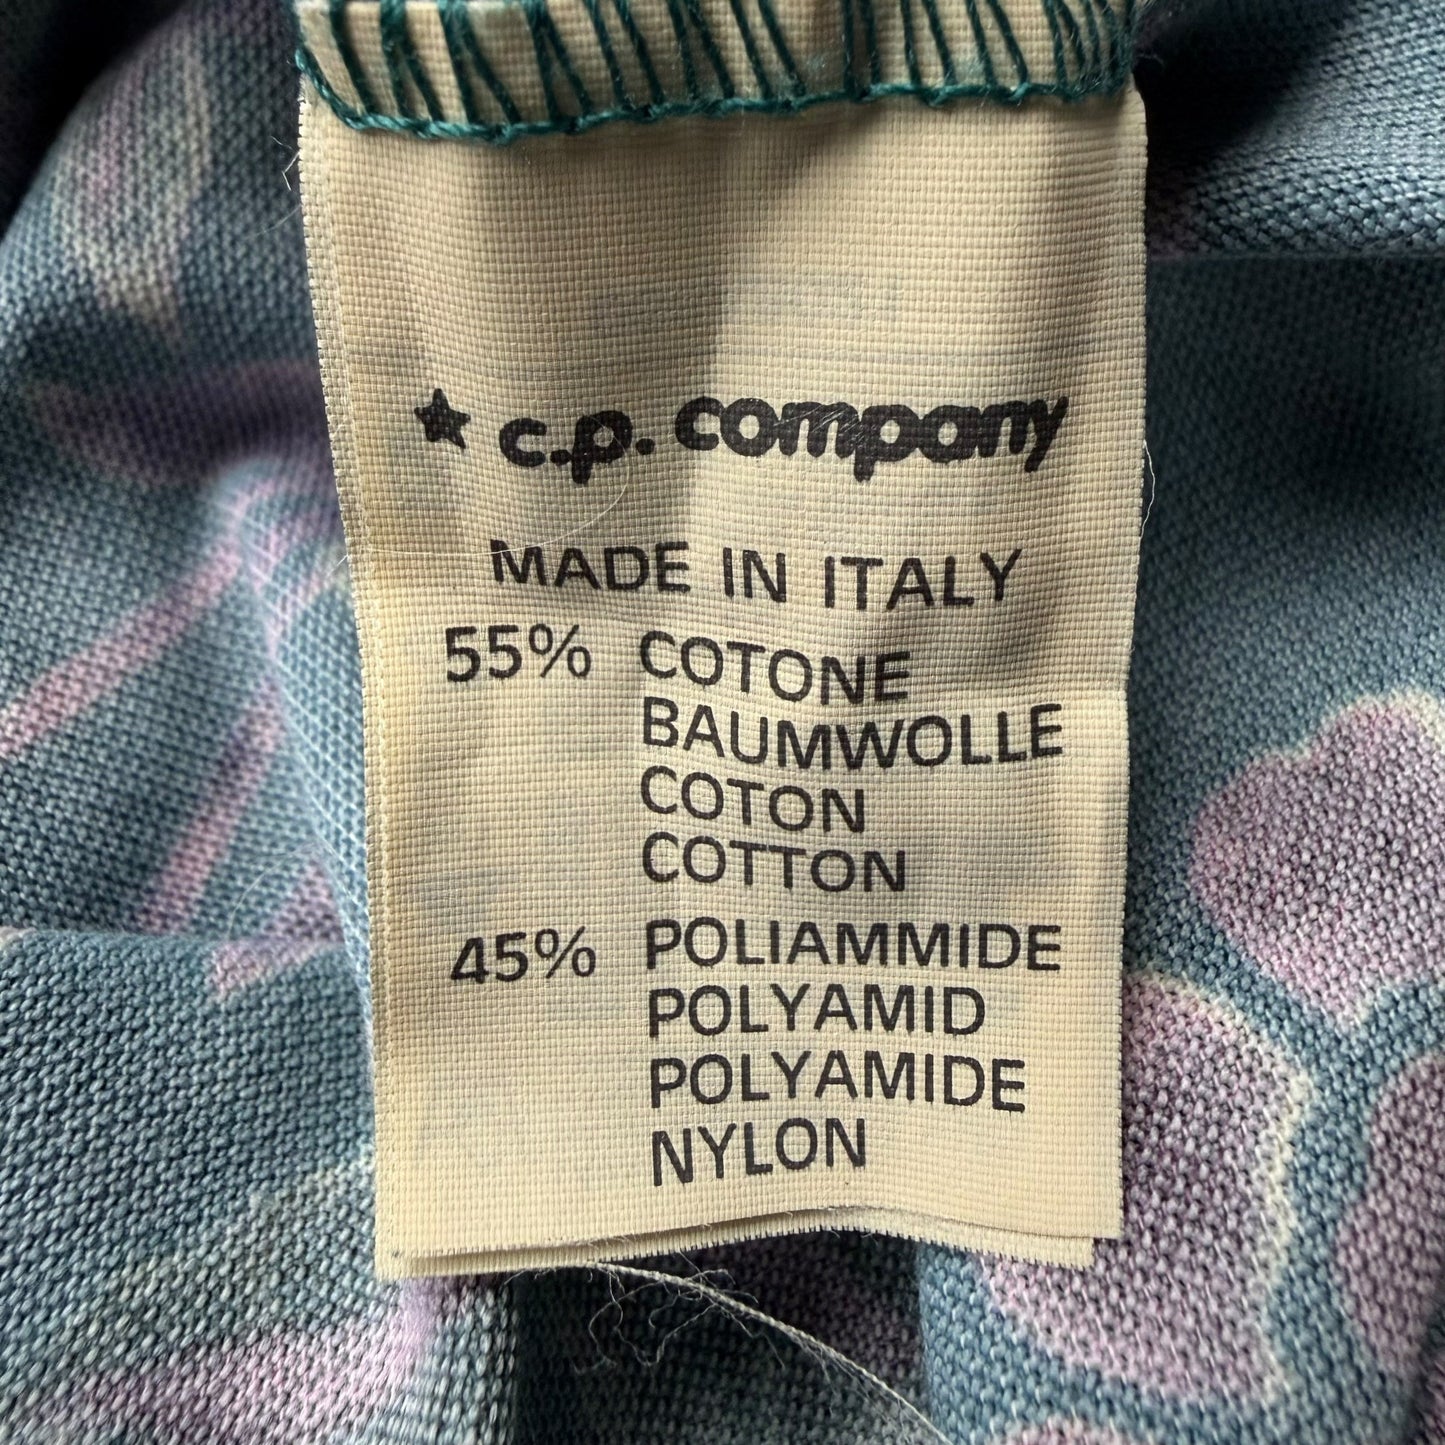 ★ c.p. company
MADE IN ITALY
55% COTONE
BAUMWOLLE
COTON
COTTON
45% POLIAMMIDE
POLYAMID
POLYAMIDE
NYLON